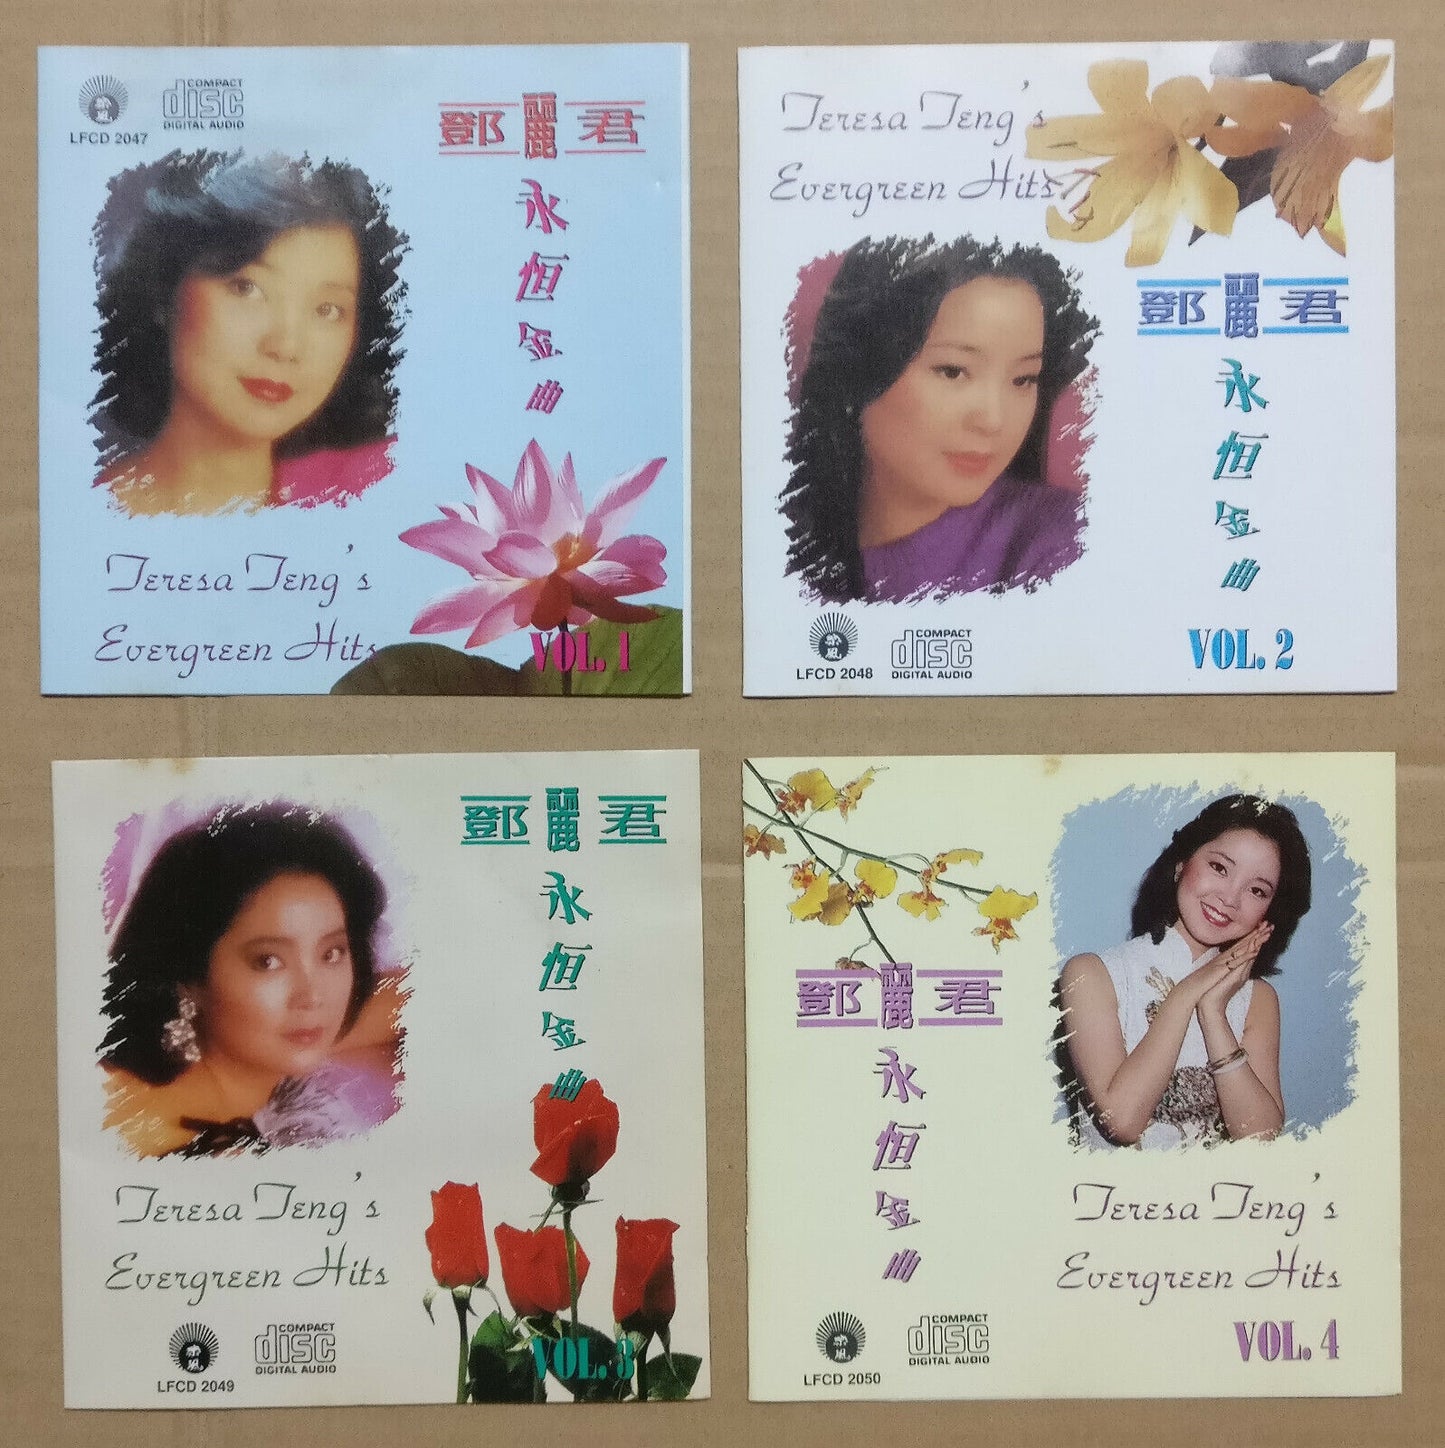 LFCD 2047
COMPACT
disc
DIGITAL AUDIO
鄧麗君
永恒金曲
Teresa Teng's
Evergreen Hits
VOL. 1
Teresa Teng's
Evergreen Hits
鄧麗君
永恒金曲
LFCD 2048
COMPACT
disc
DIGITAL AUDIO
VOL. 2
鄧麗君
永恒金曲
Teresa Teng's
Evergreen Hits
LFCD 2049
COMPACT
disc
DIGITAL AUDIO
VOL. 3
鄧麗君
永恒金曲
Teresa Teng's
Evergreen Hits
LFCD 2050
COMPACT
disc
DIGITAL AUDIO
VOL. 4